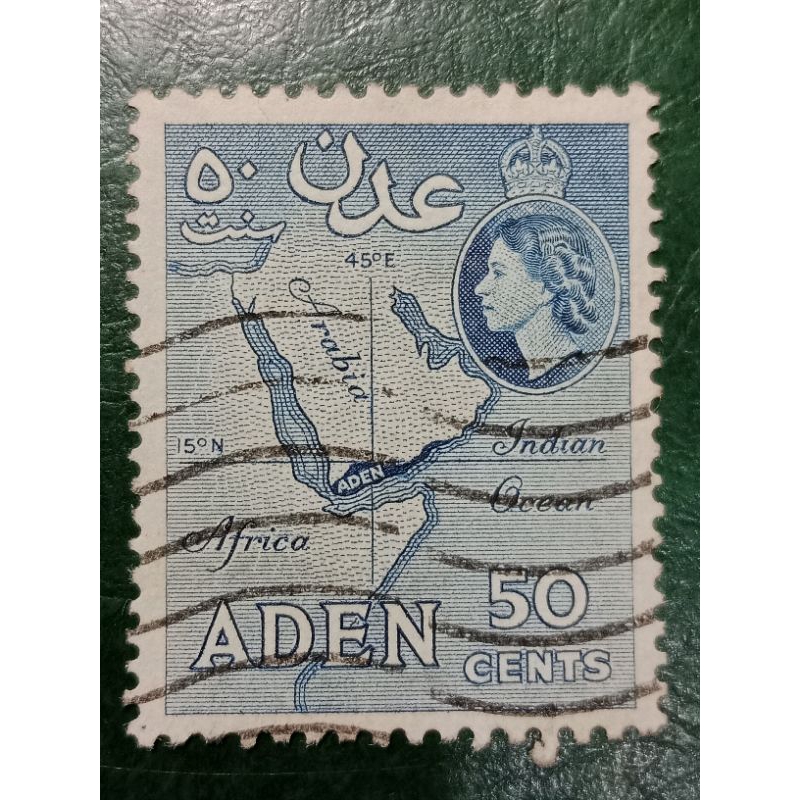 ٥٠ عدن
سنت
45°E
Arabia
15°N
Indian
Ocean
ADEN
Africa
50
ADEN
CENTS